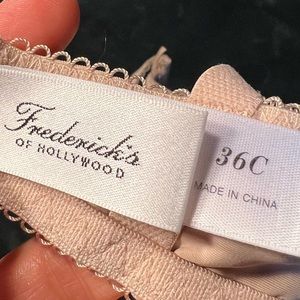 Frederick's
OF HOLLYWOOD
36C
MADE IN CHINA